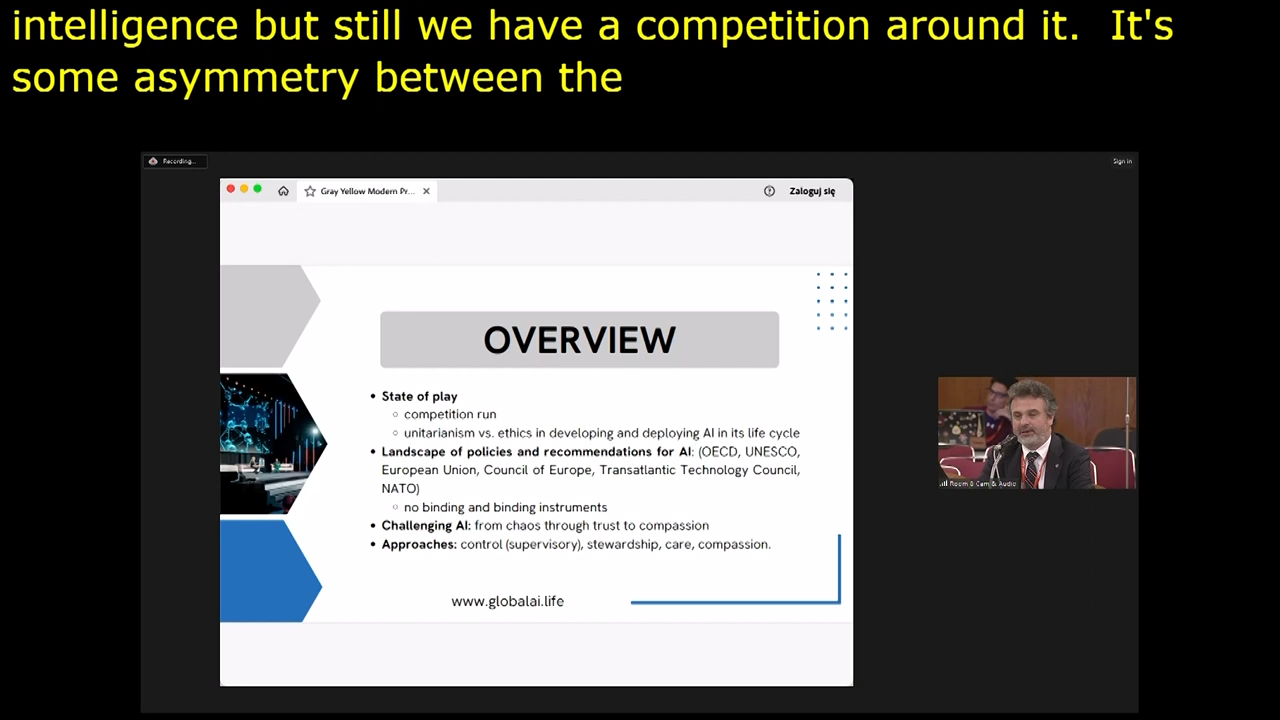 intelligence but still we have a competition around it.  It's
some asymmetry between the
Recording...
Sign in
Gray Yellow Modern Pr...
Zaloguj się
OVERVIEW
• State of play
○ competition run
○ unitarianism vs. ethics in developing and deploying AI in its life cycle
• Landscape of policies and recommendations for AI: (OECD, UNESCO,
European Union, Council of Europe, Transatlantic Technology Council,
NATO)
○ no binding and binding instruments
• Challenging AI: from chaos through trust to compassion
• Approaches: control (supervisory), stewardship, care, compassion.
www.globalai.life
Room & Cam & Audio